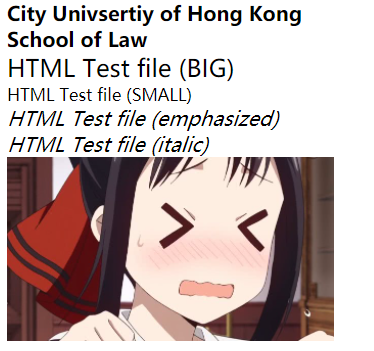 City Univsertiy of Hong Kong
School of Law
HTML Test file (BIG)
HTML Test file (SMALL)
HTML Test file (emphasized)
HTML Test file (italic)